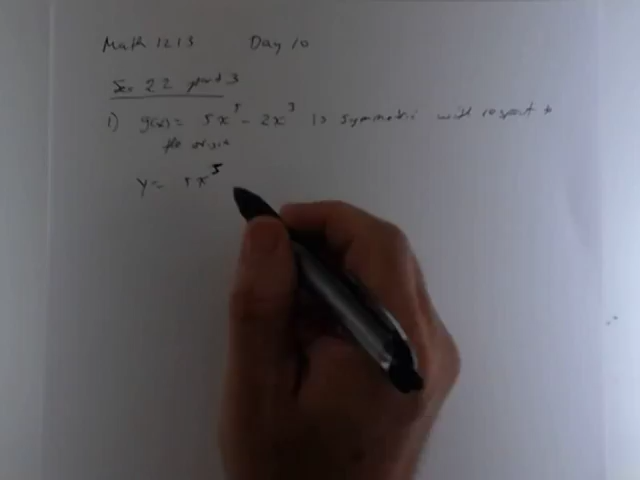 Math 1213 Day 10
Sec 2.2 part 3
1) g(x) = 5x⁵ - 2x³ is symmetric with respect to
the origin
y = 5x⁵